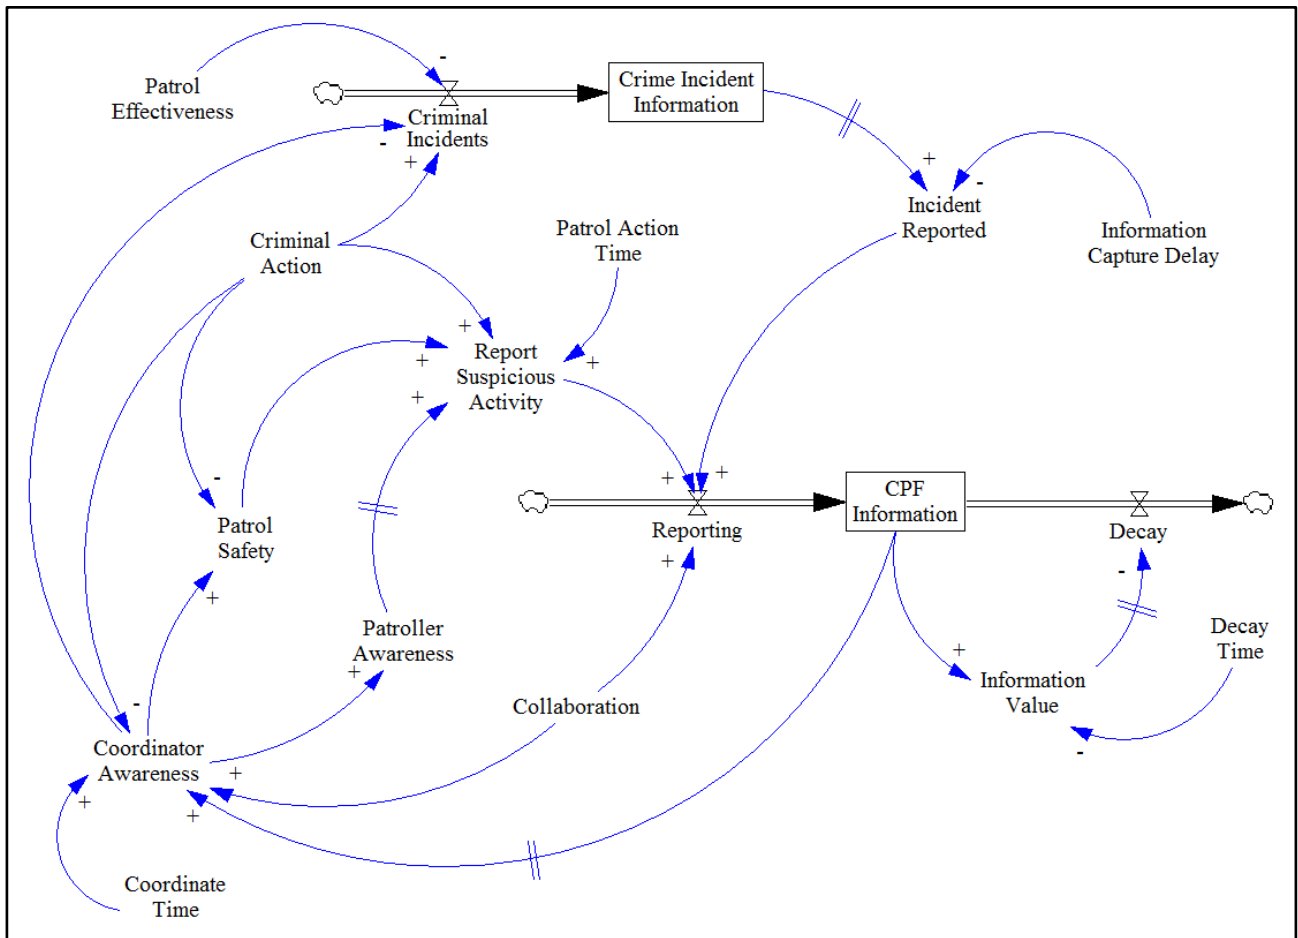 Patrol
Effectiveness
-
Criminal
Incidents
-
+
Crime Incident
Information
+
-
Incident
Reported
Information
Capture Delay
Criminal
Action
Patrol Action
Time
+
+
+
+
Report
Suspicious
Activity
-
Patrol
Safety
+
+
+
Reporting
+
CPF
Information
Decay
-
Patroller
Awareness
+
Collaboration
+
Information
Value
-
Decay
Time
-
Coordinator
Awareness
+
+
+
Coordinate
Time